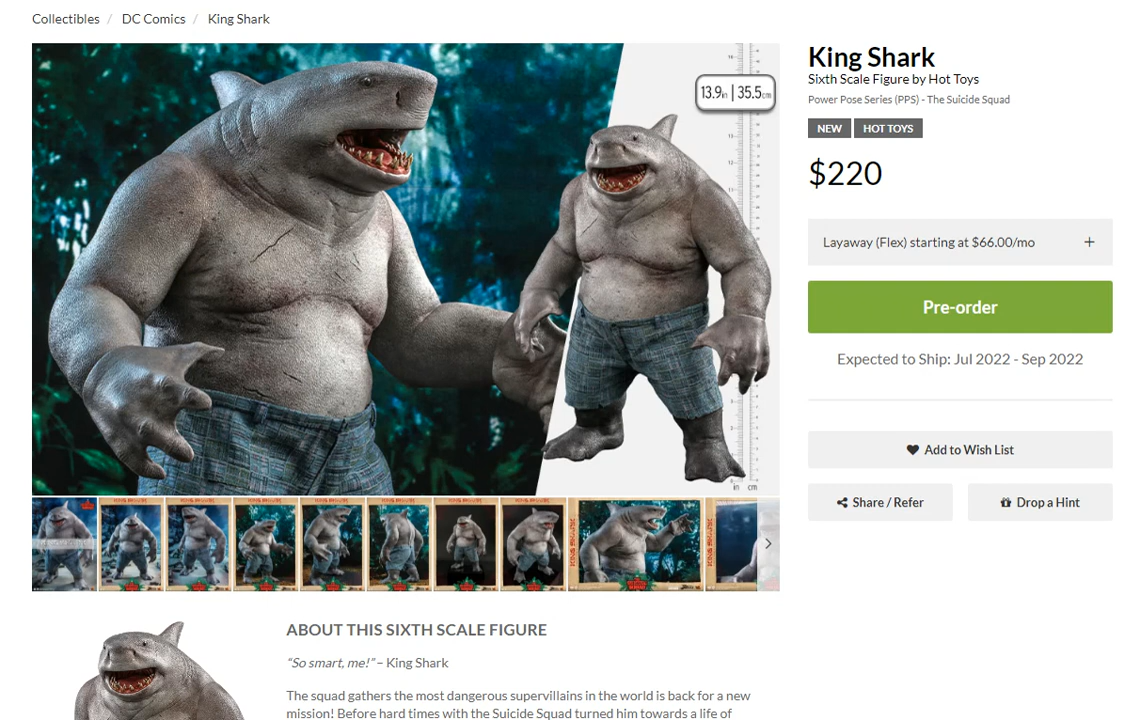 Collectibles / DC Comics / King Shark
13.9in | 35.5cm
in cm
King Shark
Sixth Scale Figure by Hot Toys
Power Pose Series (PPS) - The Suicide Squad
NEW HOT TOYS
$220
Layaway (Flex) starting at $66.00/mo +
Pre-order
Expected to Ship: Jul 2022 - Sep 2022
Add to Wish List
Share / Refer
Drop a Hint
ABOUT THIS SIXTH SCALE FIGURE
“So smart, me!” – King Shark
The squad gathers the most dangerous supervillains in the world is back for a new
mission! Before hard times with the Suicide Squad turned him towards a life of